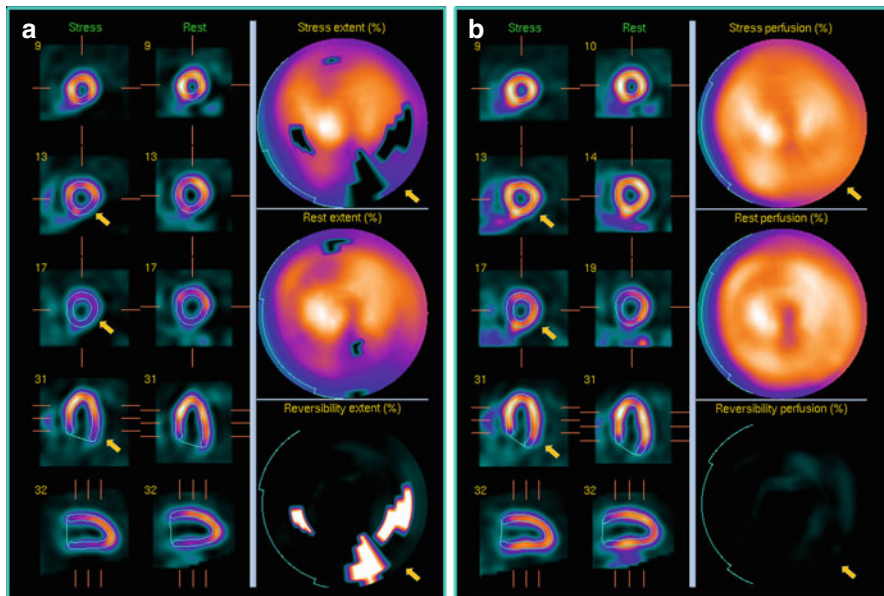 a
Stress Rest
9 9
13 13
17 17
31 31
32 32
Stress extent (%)
Rest extent (%)
Reversibility extent (%)
b
Stress Rest
9 10
13 14
17 19
31 31
32 32
Stress perfusion (%)
Rest perfusion (%)
Reversibility perfusion (%)